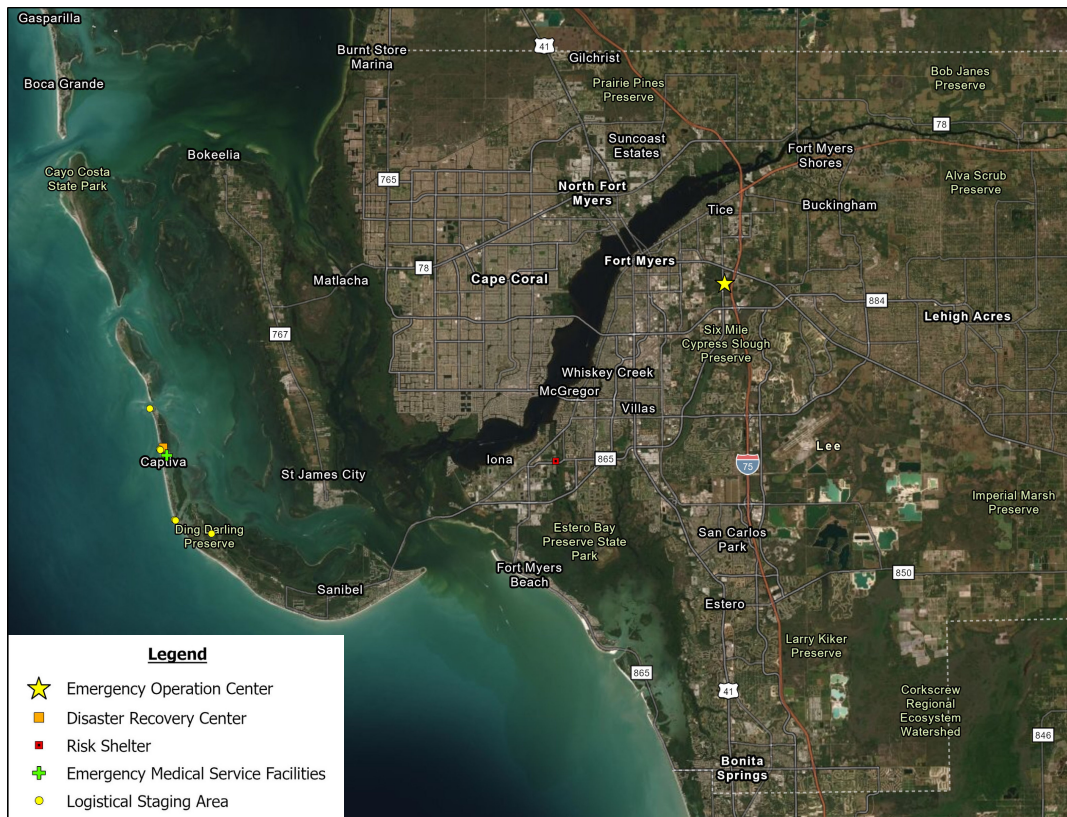 Gasparilla
41
Burnt Store
Marina
Gilchrist
Boca Grande
Prairie Pines
Preserve
Bob Janes
Preserve
78
Suncoast
Estates
Fort Myers
Shores
Bokeelia
Cayo Costa
State Park
765
Alva Scrub
Preserve
North Fort
Myers
Tice
Buckingham
Fort Myers
78
Cape Coral
Matlacha
884
Lehigh Acres
767
Six Mile
Cypress Slough
Preserve
Whiskey Creek
McGregor
Villas
Lee
Captiva
Iona
865
75
St James City
Imperial Marsh
Preserve
Ding Darling
Preserve
Estero Bay
Preserve State
Park
San Carlos
Park
Fort Myers
Beach
850
Sanibel
Estero
Larry Kiker
Preserve
865
41
Corkscrew
Regional
Ecosystem
Watershed
846
Bonita
Springs
Legend
Emergency Operation Center
Disaster Recovery Center
Risk Shelter
Emergency Medical Service Facilities
Logistical Staging Area